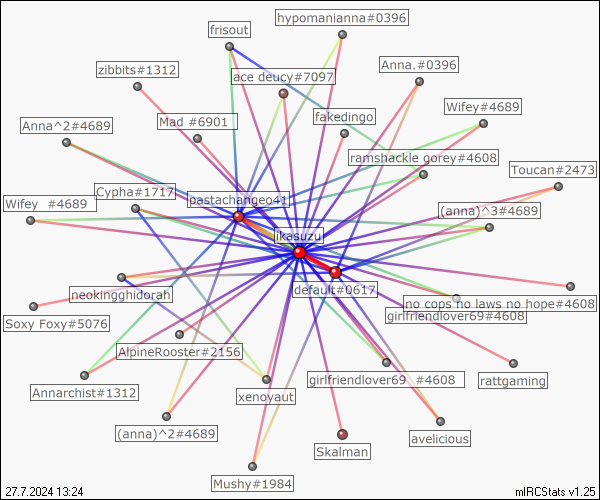 hypomanianna#0396
frisout
Anna.#0396
zibbits#1312
ace deucy#7097
Wifey#4689
fakedingo
Mad #6901
Anna^2#4689
ramshackle gorey#4608
Toucan#2473
Cypha#1717
pastachangeo41
Wifey #4689
(anna)^3#4689
ikasuzu
default#0617
neokingghidorah
no cops no laws no hope#4608
girlfriendlover69#4608
Soxy Foxy#5076
AlpineRooster#2156
girlfriendlover69 #4608
rattgaming
Annarchist#1312
xenovaut
(anna)^2#4689
avelicious
Skalman
Mushy#1984
27.7.2024 13:24
mIRCStats v1.25